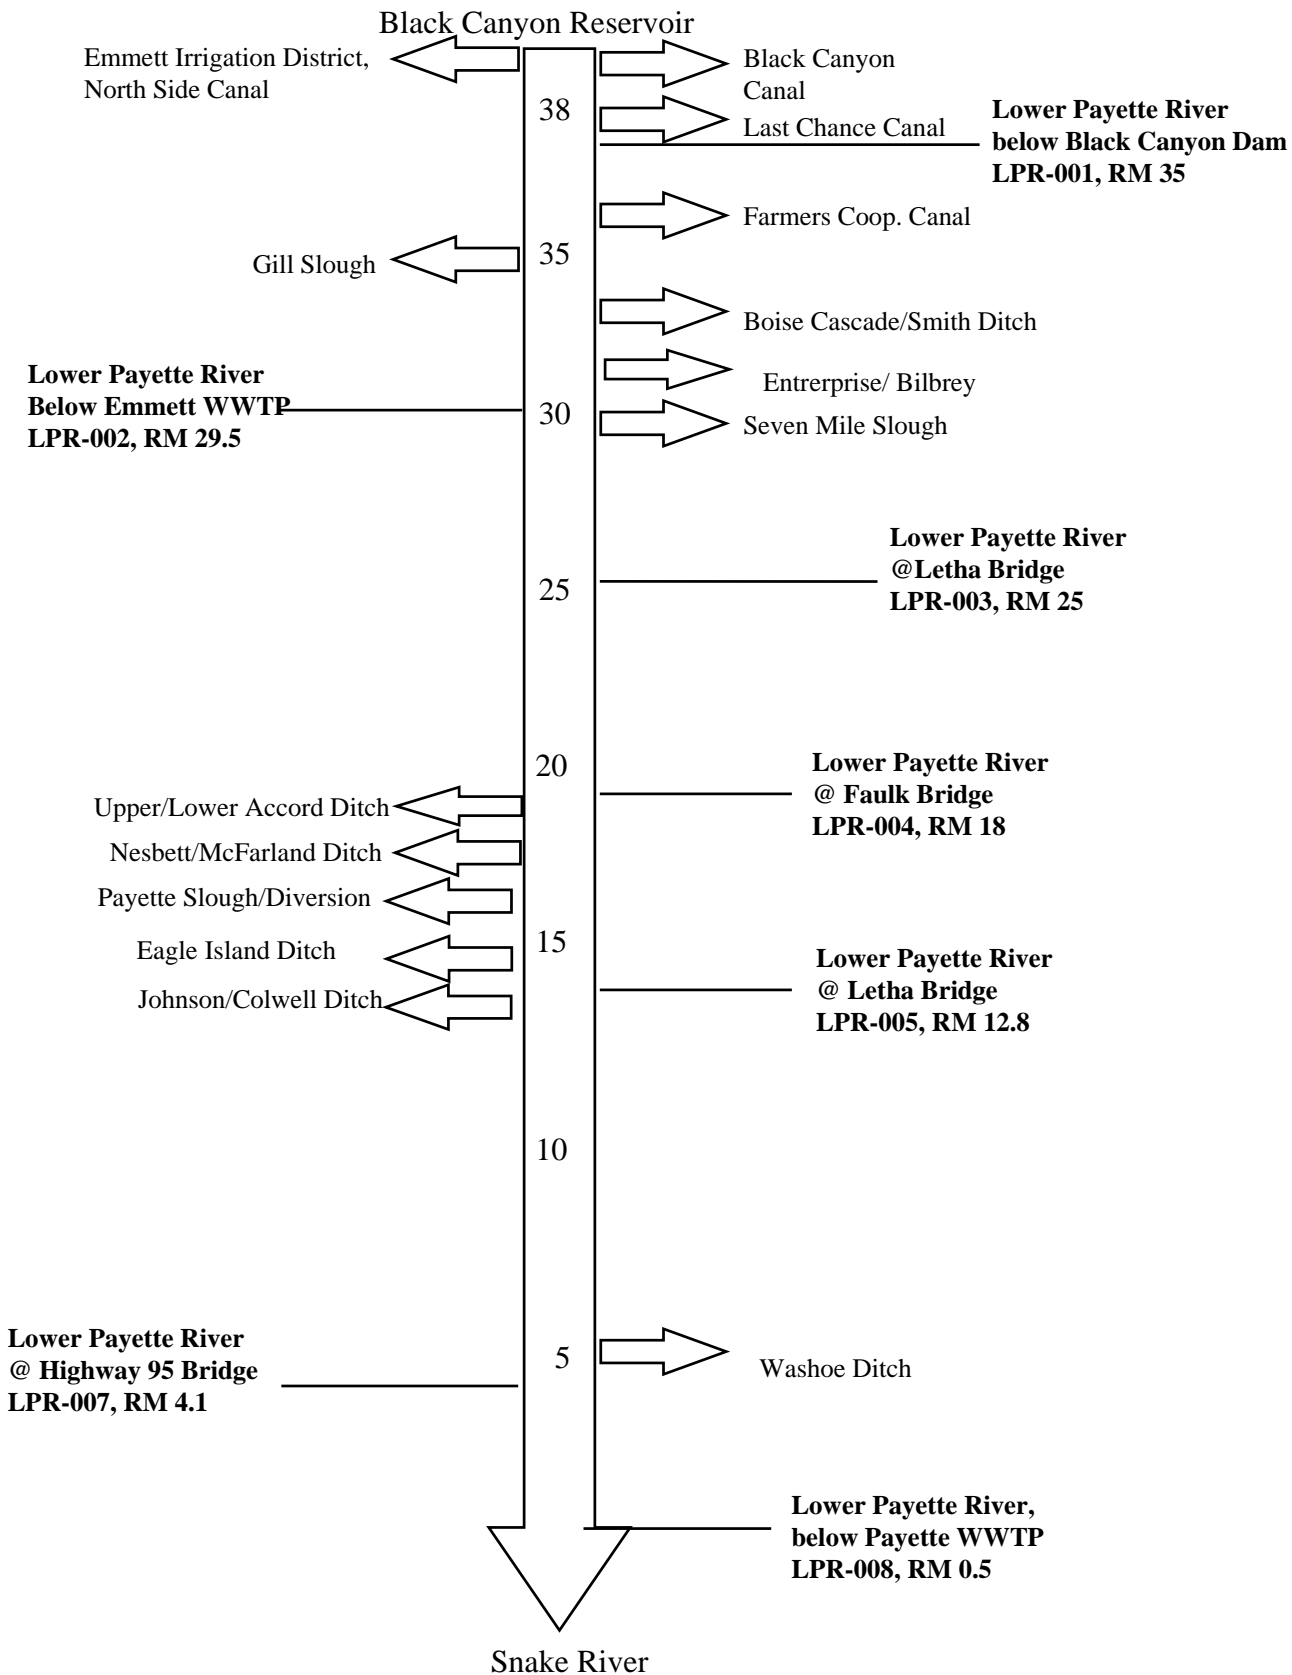 Black Canyon Reservoir
Emmett Irrigation District,
North Side Canal
Black Canyon
Canal
38
Last Chance Canal
Lower Payette River
below Black Canyon Dam
LPR-001, RM 35
Farmers Coop. Canal
35
Gill Slough
Boise Cascade/Smith Ditch
Entrerprise/ Bilbrey
Lower Payette River
Below Emmett WWTP
LPR-002, RM 29.5
30
Seven Mile Slough
Lower Payette River
@Letha Bridge
LPR-003, RM 25
25
20
Lower Payette River
@ Faulk Bridge
LPR-004, RM 18
Upper/Lower Accord Ditch
Nesbett/McFarland Ditch
Payette Slough/Diversion
15
Eagle Island Ditch
Johnson/Colwell Ditch
Lower Payette River
@ Letha Bridge
LPR-005, RM 12.8
10
Lower Payette River
@ Highway 95 Bridge
LPR-007, RM 4.1
5
Washoe Ditch
Lower Payette River,
below Payette WWTP
LPR-008, RM 0.5
Snake River